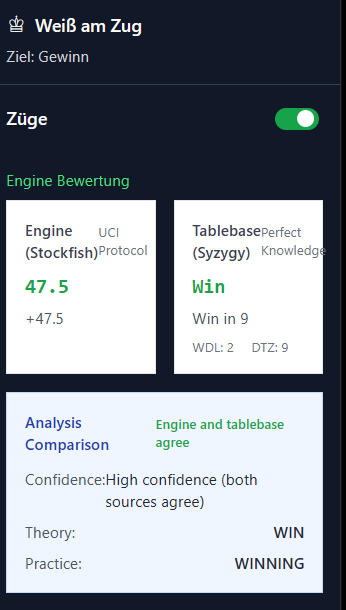 ♔ Weiß am Zug
Ziel: Gewinn
Züge
Engine Bewertung
Engine (Stockfish)
UCI Protocol
47.5
+47.5
Tablebase (Syzygy)
Perfect Knowledge
Win
Win in 9
WDL: 2 DTZ: 9
Analysis Comparison
Engine and tablebase agree
Confidence: High confidence (both
sources agree)
Theory: WIN
Practice: WINNING